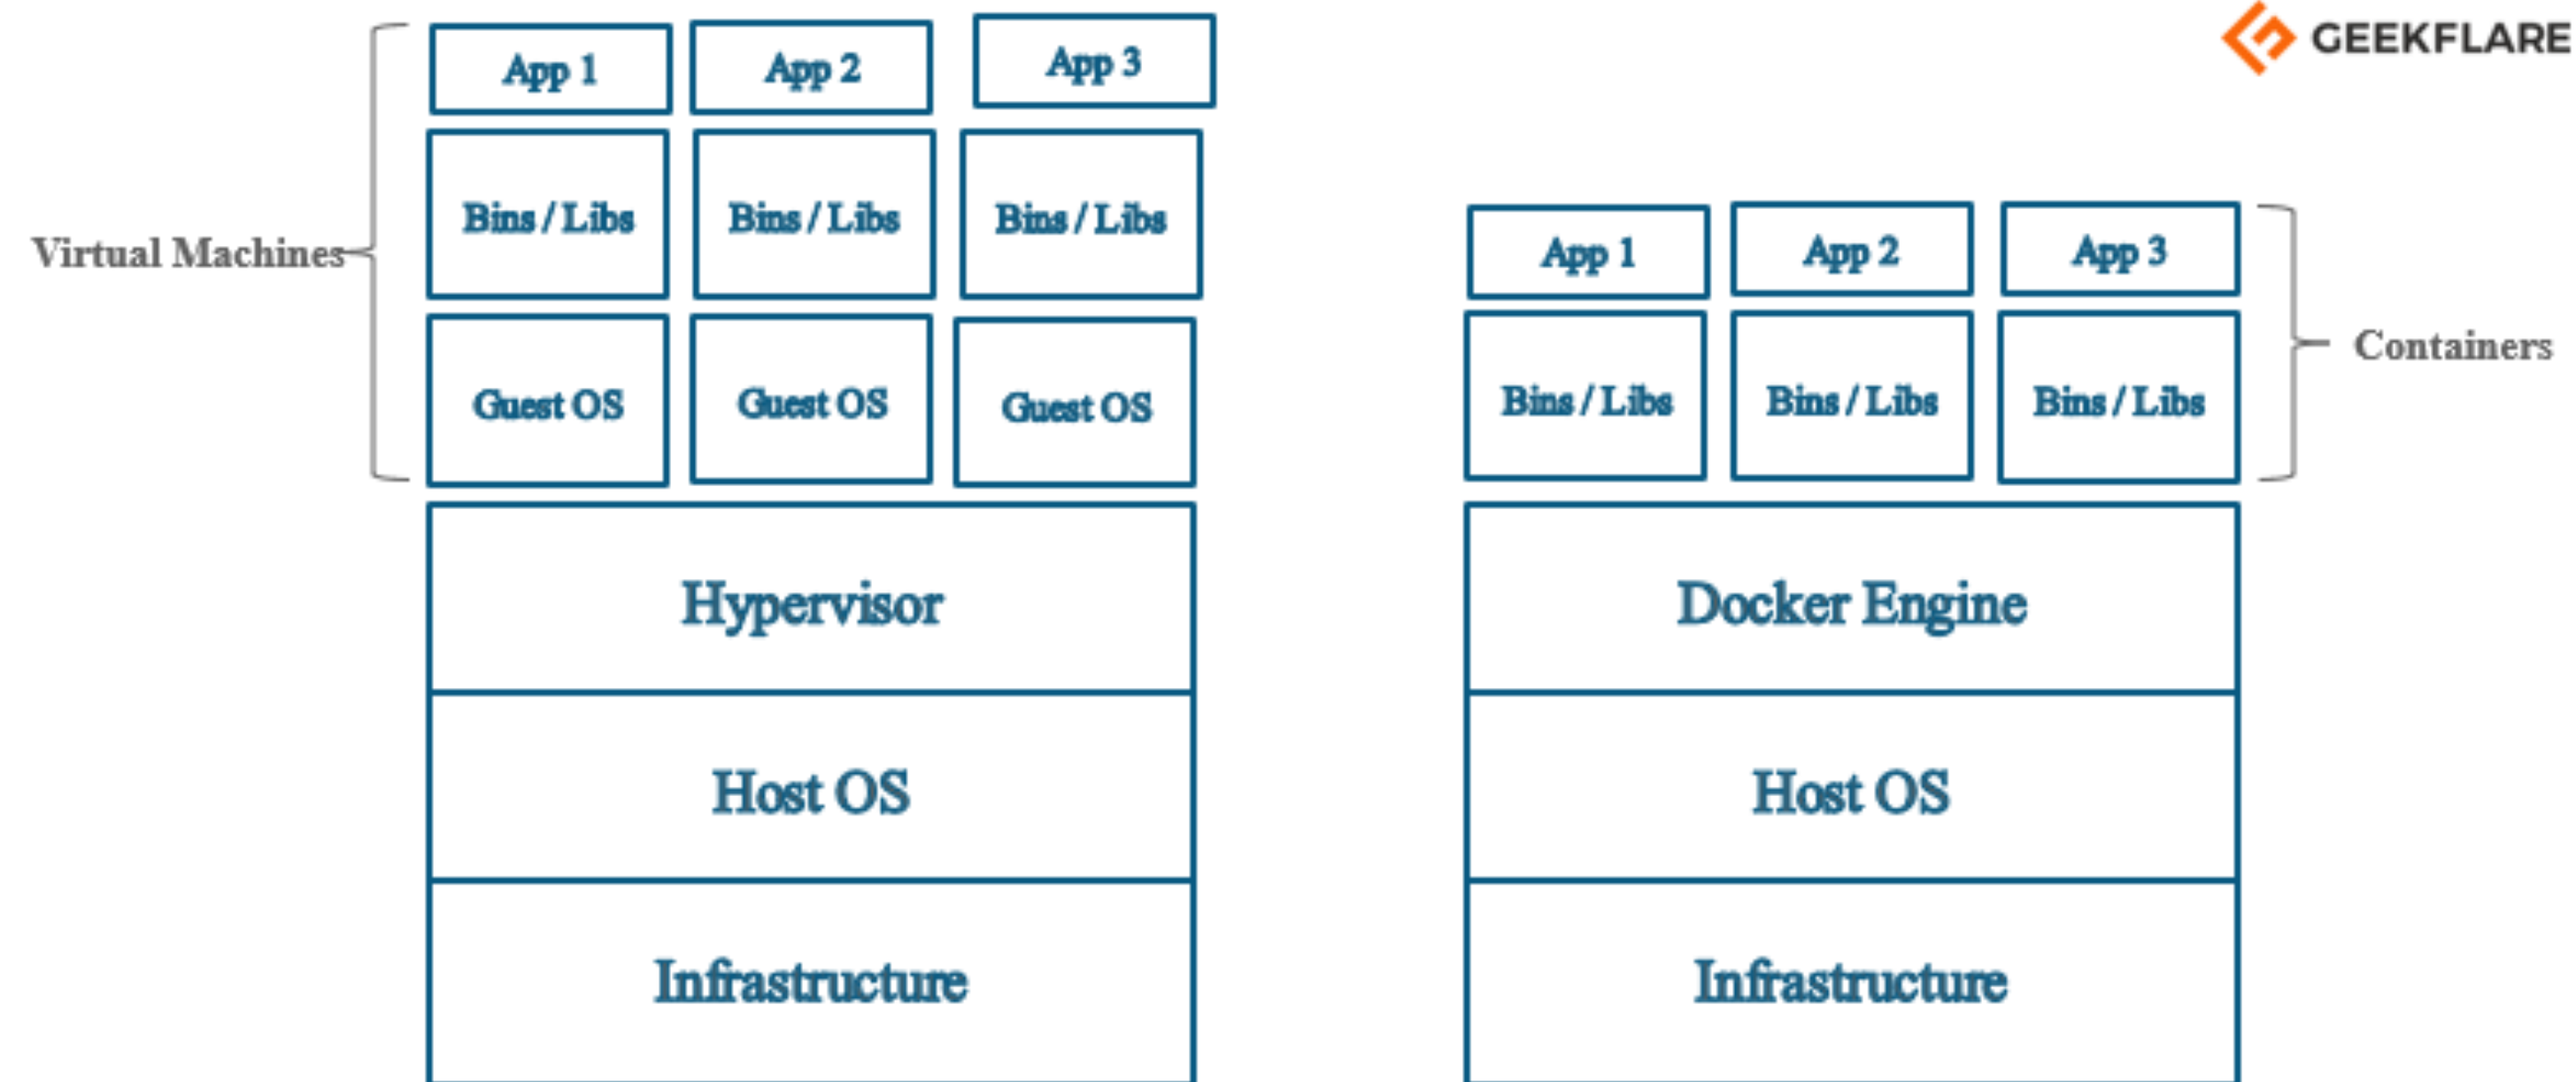 GEEKFLARE
Virtual Machines
App 1
App 2
App 3
Bins / Libs
Bins / Libs
Bins / Libs
Guest OS
Guest OS
Guest OS
Hypervisor
Host OS
Infrastructure
App 1
App 2
App 3
Bins / Libs
Bins / Libs
Bins / Libs
Containers
Docker Engine
Host OS
Infrastructure